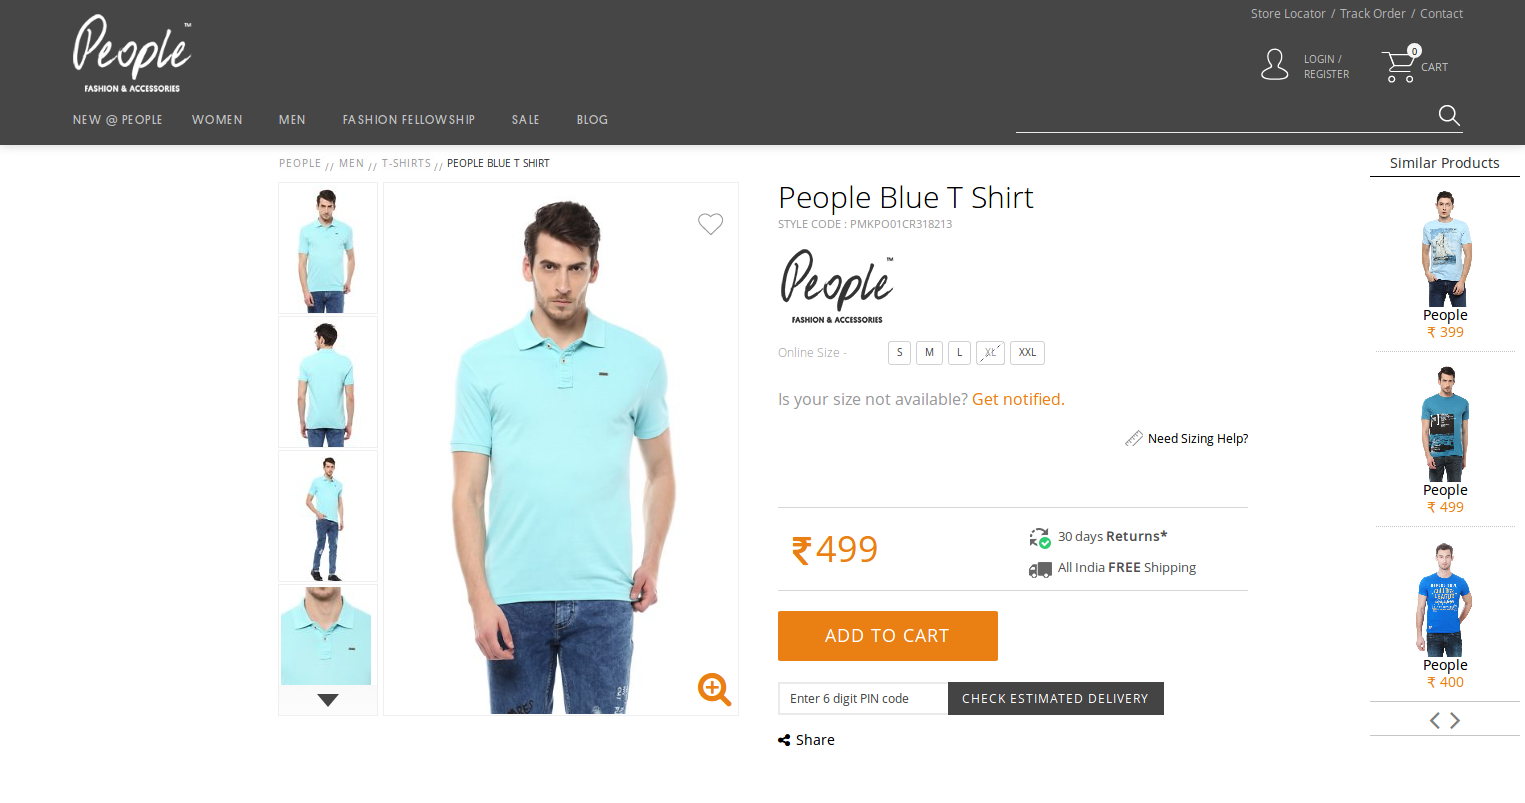 Store Locator / Track Order / Contact
People™
FASHION & ACCESSORIES
LOGIN /
REGISTER
0
CART
NEW @ PEOPLE WOMEN MEN FASHION FELLOWSHIP SALE BLOG
PEOPLE // MEN // T-SHIRTS // PEOPLE BLUE T SHIRT
People Blue T Shirt
STYLE CODE : PMKPO01CR318213
People™
FASHION & ACCESSORIES
Online Size - S M L XL XXL
Is your size not available? Get notified.
Need Sizing Help?
₹499
30 days Returns*
All India FREE Shipping
ADD TO CART
Enter 6 digit PIN code CHECK ESTIMATED DELIVERY
Share
Similar Products
People
₹ 399
People
₹ 499
People
₹ 400